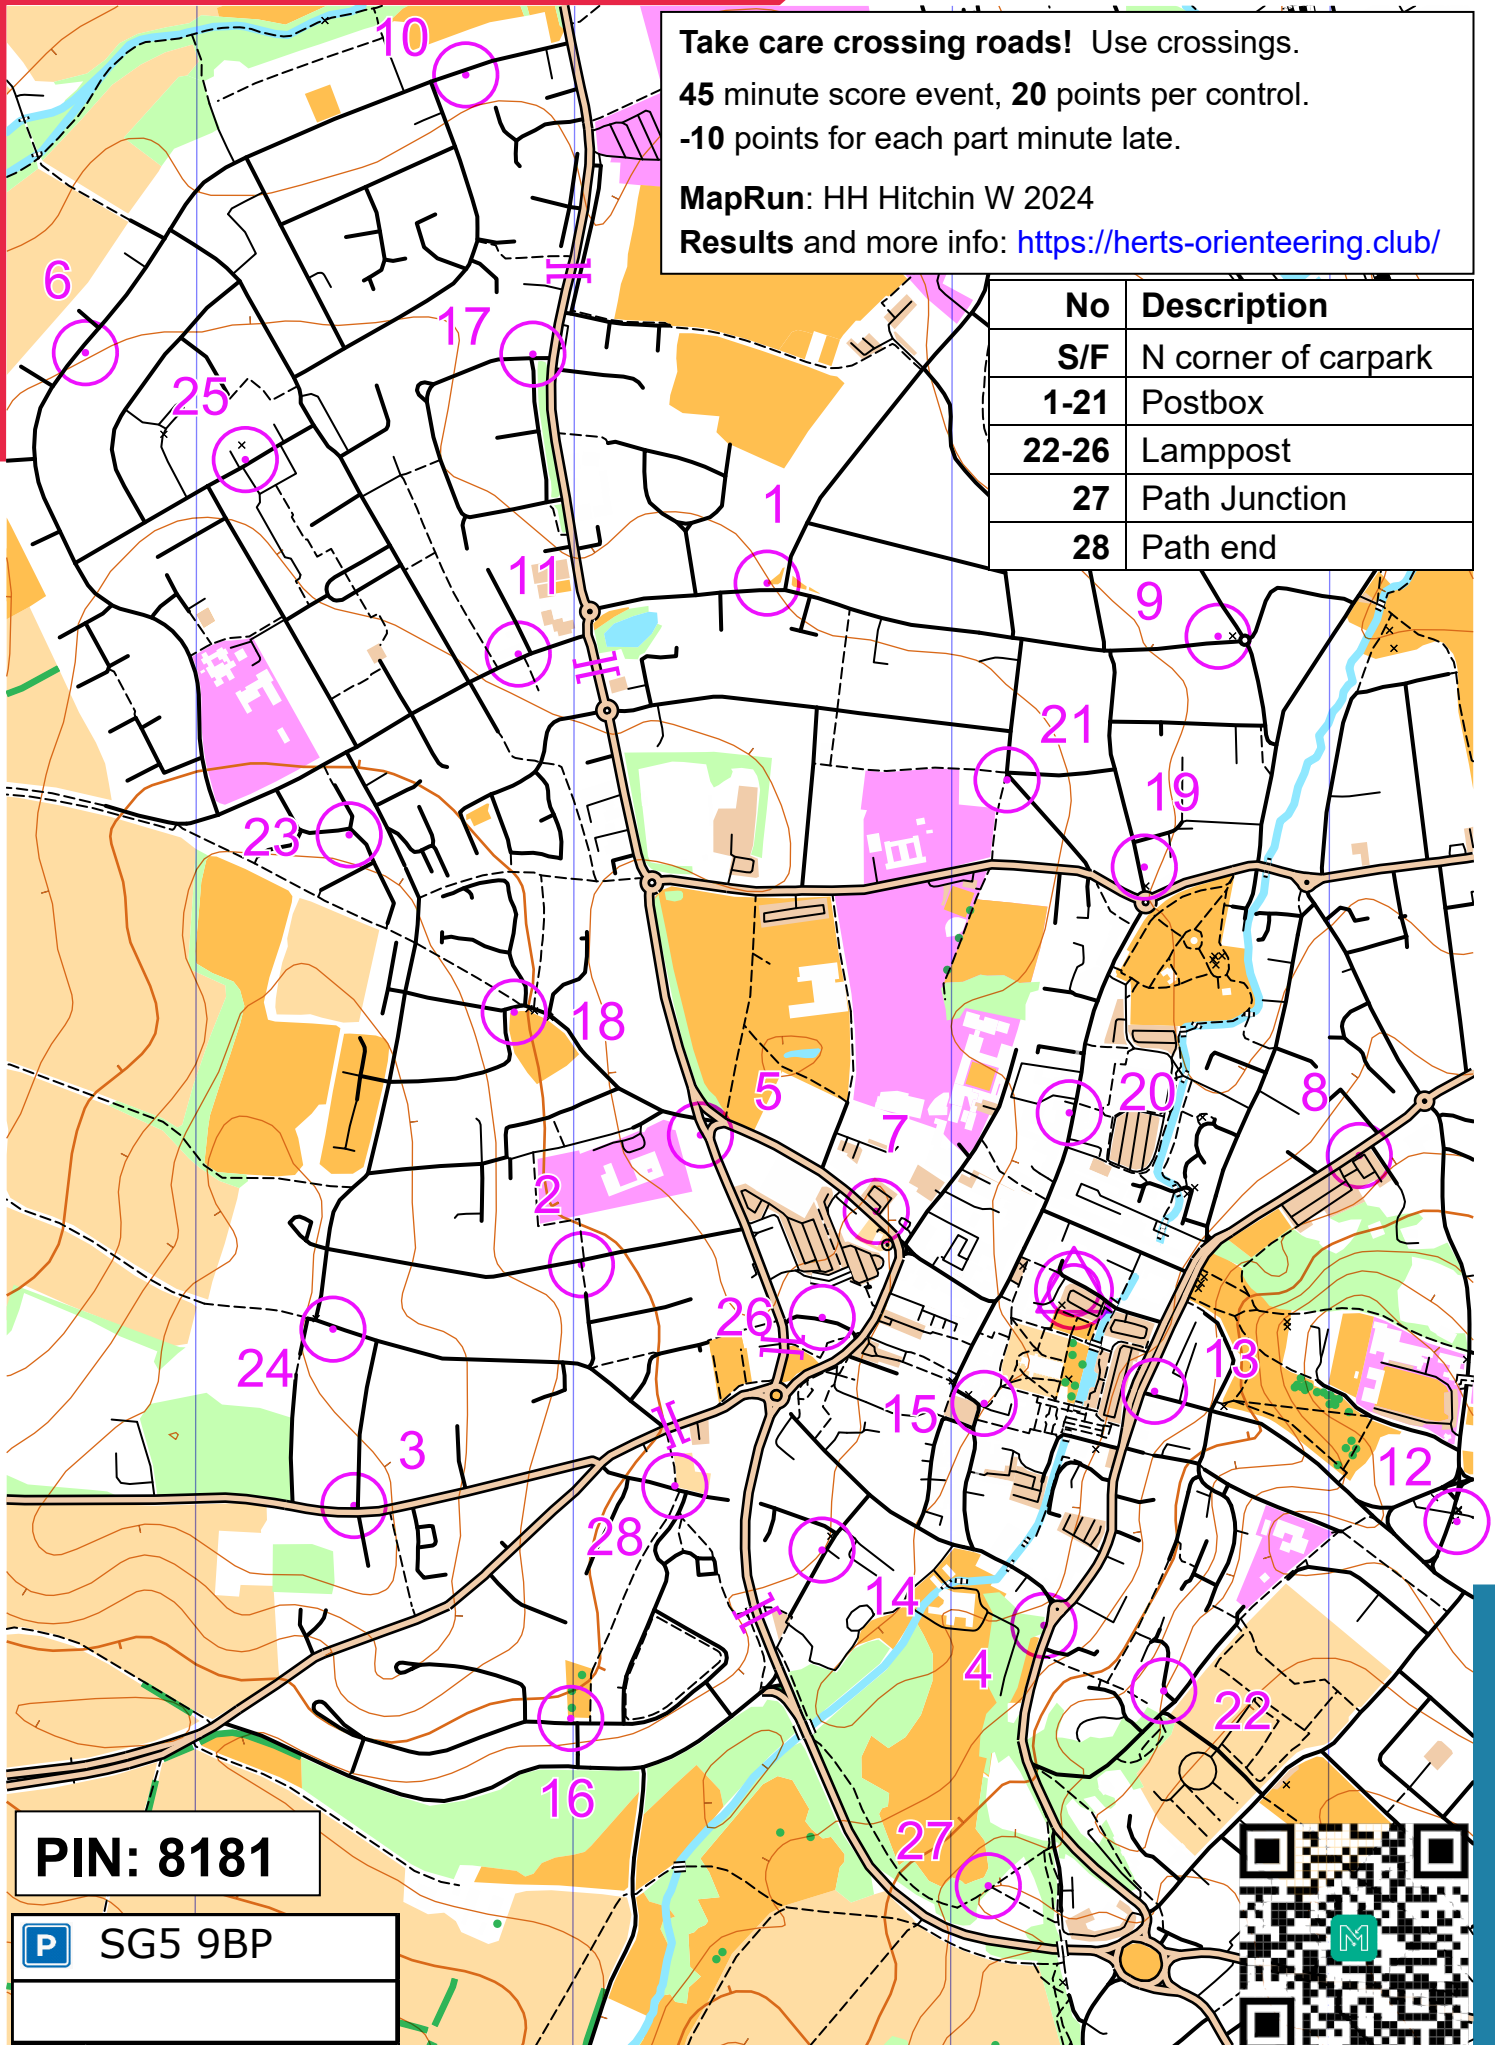 Take care crossing roads! Use crossings.
45 minute score event, 20 points per control.
-10 points for each part minute late.
MapRun: HH Hitchin W 2024
Results and more info: https://herts-orienteering.club/
No Description
S/F N corner of carpark
1-21 Postbox
22-26 Lamppost
27 Path Junction
28 Path end
10
6
17
25
1
11
9
21
19
23
18
5
20
8
7
2
26
13
24
15
3
12
28
14
4
22
16
27
PIN: 8181
P SG5 9BP
M